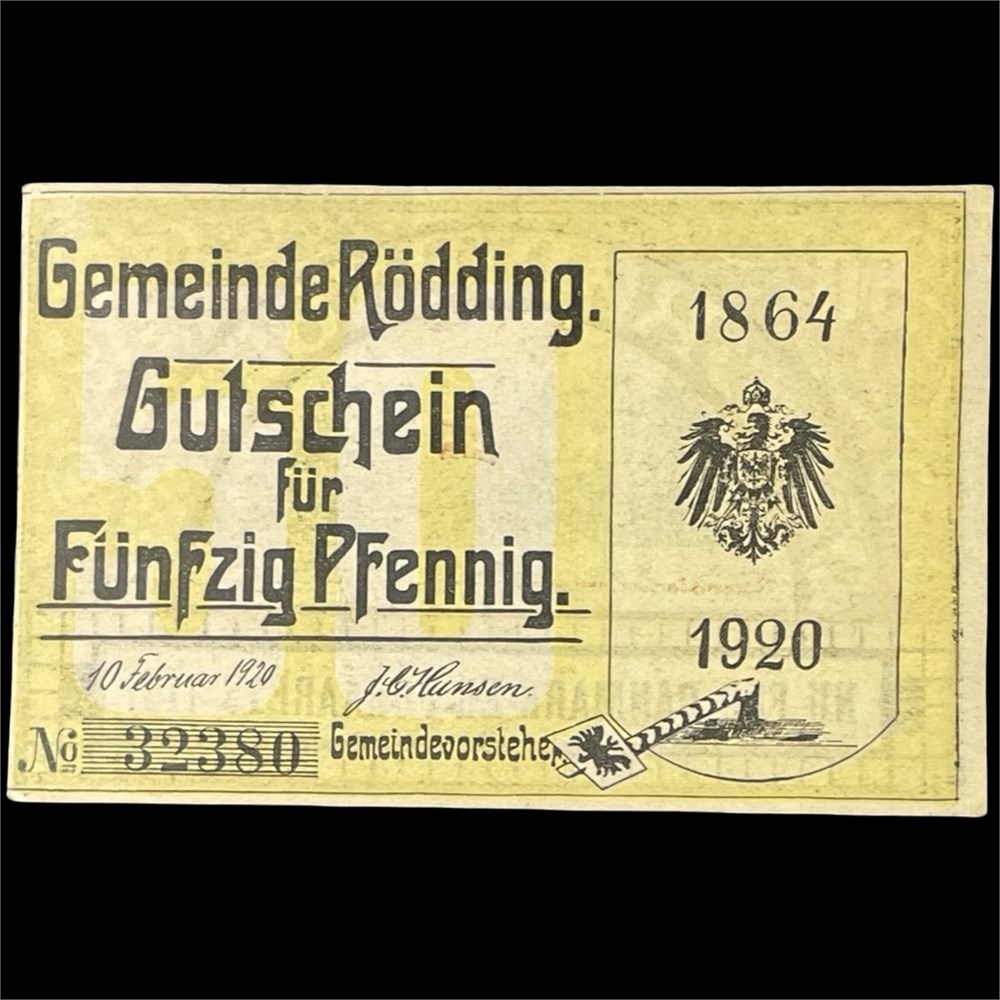 Gemeinde Rödding.
Gutschein
für
Fünfzig Pfennig.
10 Februar 1920
J.C. Hansen.
No 32380
Gemeindevorsteher
1864
1920